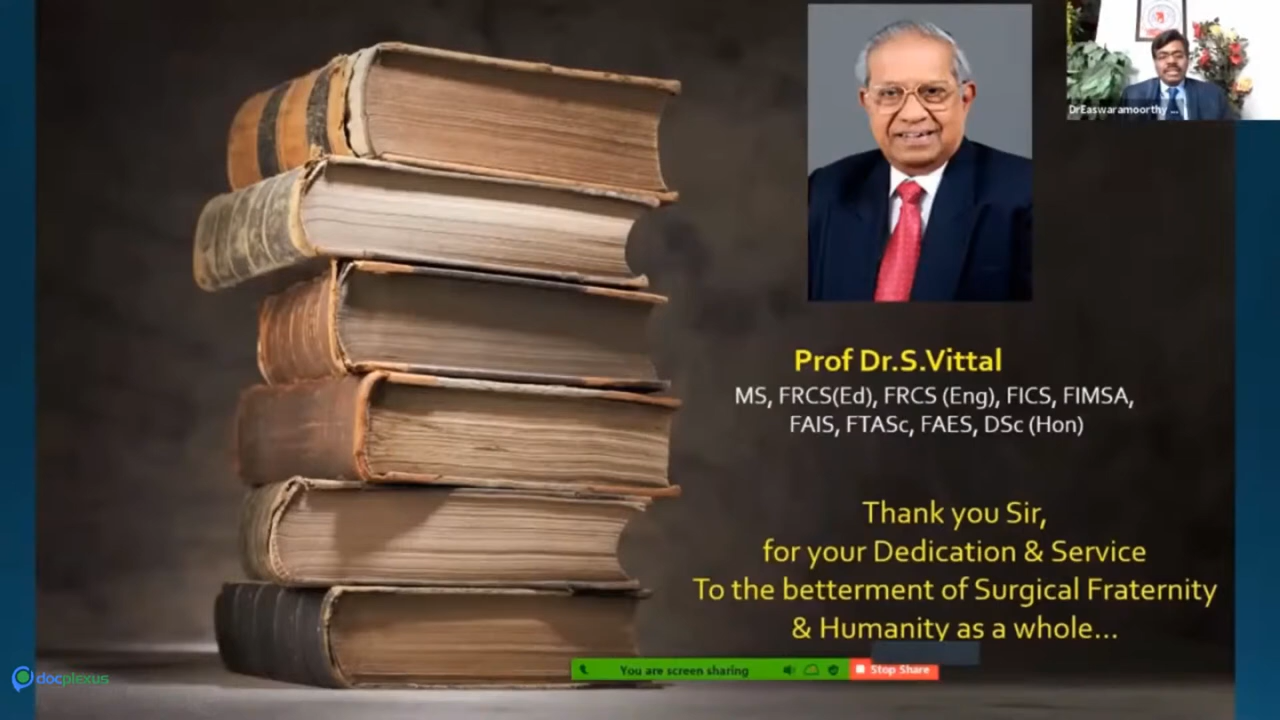 DrEaswaramoorthy ...
Prof Dr.S.Vittal
MS, FRCS(Ed), FRCS (Eng), FICS, FIMSA,
FAIS, FTASc, FAES, DSc (Hon)
Thank you Sir,
for your Dedication & Service
To the betterment of Surgical Fraternity
& Humanity as a whole...
You are screen sharing
Stop Share
docplexus